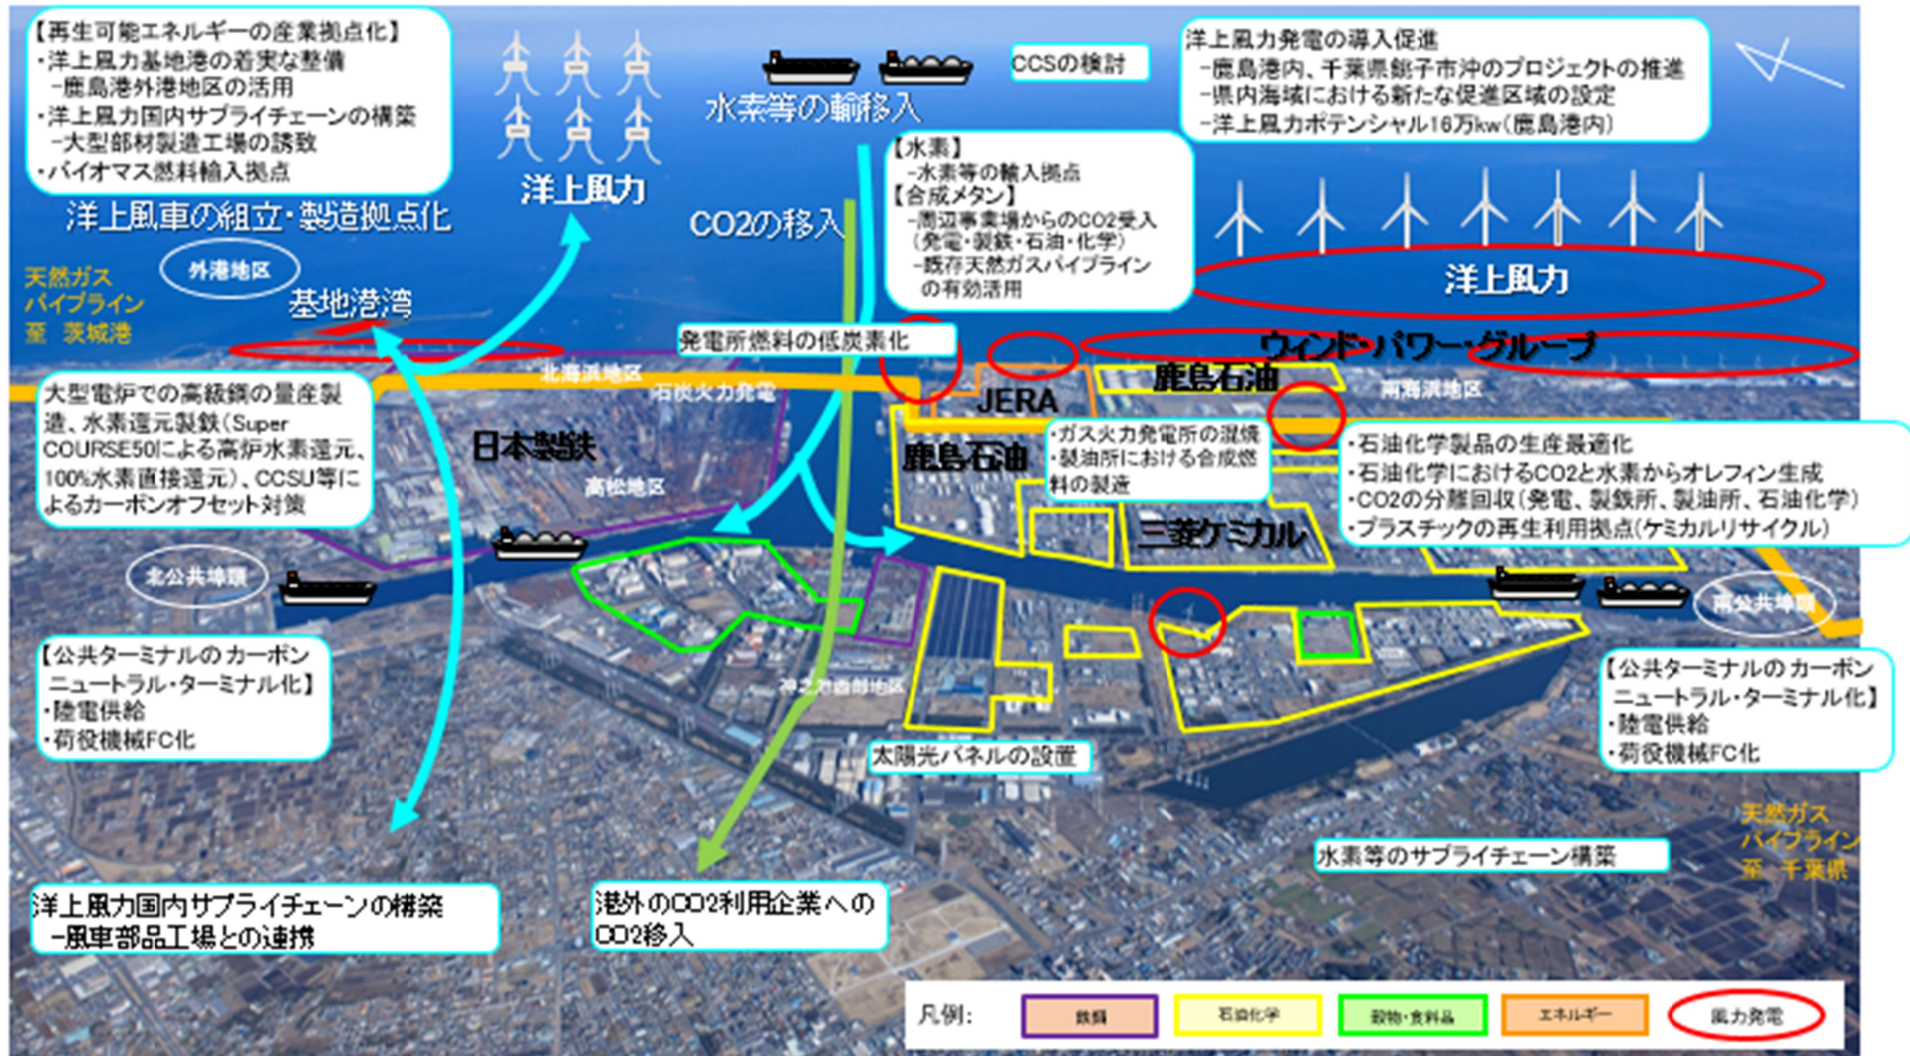 【再生可能エネルギーの産業拠点化】
・洋上風力基地港の着実な整備
－鹿島港外港地区の活用
・洋上風力国内サプライチェーンの構築
－大型部材製造工場の誘致
・バイオマス燃料輸入拠点
洋上風車の組立・製造拠点化
外港地区
天然ガス
パイプライン
至 茨城港
基地港湾
洋上風力
水素等の輸移入
CCSの検討
CO2の移入
【水素】
－水素等の輸入拠点
【合成メタン】
－周辺事業場からのCO2受入
（発電・製鉄・石油・化学）
－既存天然ガスパイプライン
の有効活用
洋上風力発電の導入促進
－鹿島港内、千葉県銚子市沖のプロジェクトの推進
－県内海域における新たな促進区域の設定
－洋上風力ポテンシャル16万kw（鹿島港内）
洋上風力
発電所燃料の低炭素化
ウィンド・パワー・グループ
北海浜地区
石炭火力発電
JERA
鹿島石油
南海浜地区
大型電炉での高級鋼の量産製
造、水素還元製鉄（Super
COURSE50による高炉水素還元、
100%水素直接還元）、CCSU等に
よるカーボンオフセット対策
日本製鉄
高松地区
鹿島石油
・ガス火力発電所の混焼
・製油所における合成燃
料の製造
・石油化学製品の生産最適化
・石油化学におけるCO2と水素からオレフィン生成
・CO2の分離回収（発電、製鉄所、製油所、石油化学）
・プラスチックの再生利用拠点（ケミカルリサイクル）
三菱ケミカル
北公共埠頭
南公共埠頭
【公共ターミナルのカーボン
ニュートラル・ターミナル化】
・陸電供給
・荷役機械FC化
神之池西部地区
太陽光パネルの設置
【公共ターミナルのカーボン
ニュートラル・ターミナル化】
・陸電供給
・荷役機械FC化
天然ガス
パイプライン
至 千葉県
水素等のサプライチェーン構築
洋上風力国内サプライチェーンの構築
－風車部品工場との連携
港外のCO2利用企業への
CO2移入
凡例:
鉄鋼
石油化学
穀物・食料品
エネルギー
風力発電